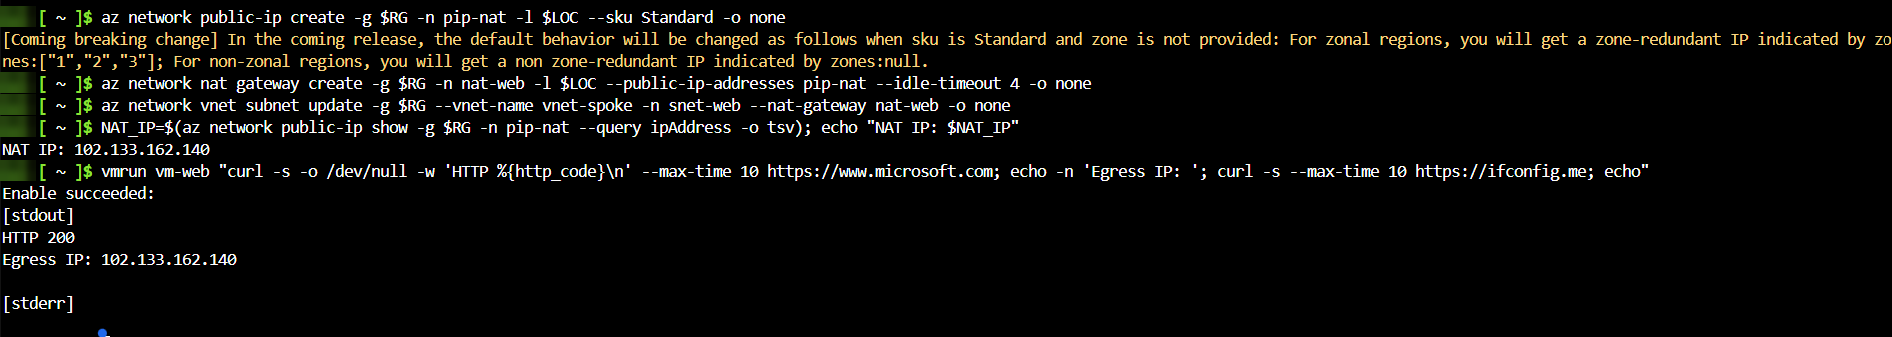 [ ~ ]$ az network public-ip create -g $RG -n pip-nat -l $LOC --sku Standard -o none
[Coming breaking change] In the coming release, the default behavior will be changed as follows when sku is Standard and zone is not provided: For zonal regions, you will get a zone-redundant IP indicated by zo
nes:["1","2","3"]; For non-zonal regions, you will get a non zone-redundant IP indicated by zones:null.
[ ~ ]$ az network nat gateway create -g $RG -n nat-web -l $LOC --public-ip-addresses pip-nat --idle-timeout 4 -o none
[ ~ ]$ az network vnet subnet update -g $RG --vnet-name vnet-spoke -n snet-web --nat-gateway nat-web -o none
[ ~ ]$ NAT_IP=$(az network public-ip show -g $RG -n pip-nat --query ipAddress -o tsv); echo "NAT IP: $NAT_IP"
NAT IP: 102.133.162.140
[ ~ ]$ vmrun vm-web "curl -s -o /dev/null -w 'HTTP %{http_code}\n' --max-time 10 https://www.microsoft.com; echo -n 'Egress IP: '; curl -s --max-time 10 https://ifconfig.me; echo"
Enable succeeded:
[stdout]
HTTP 200
Egress IP: 102.133.162.140
[stderr]